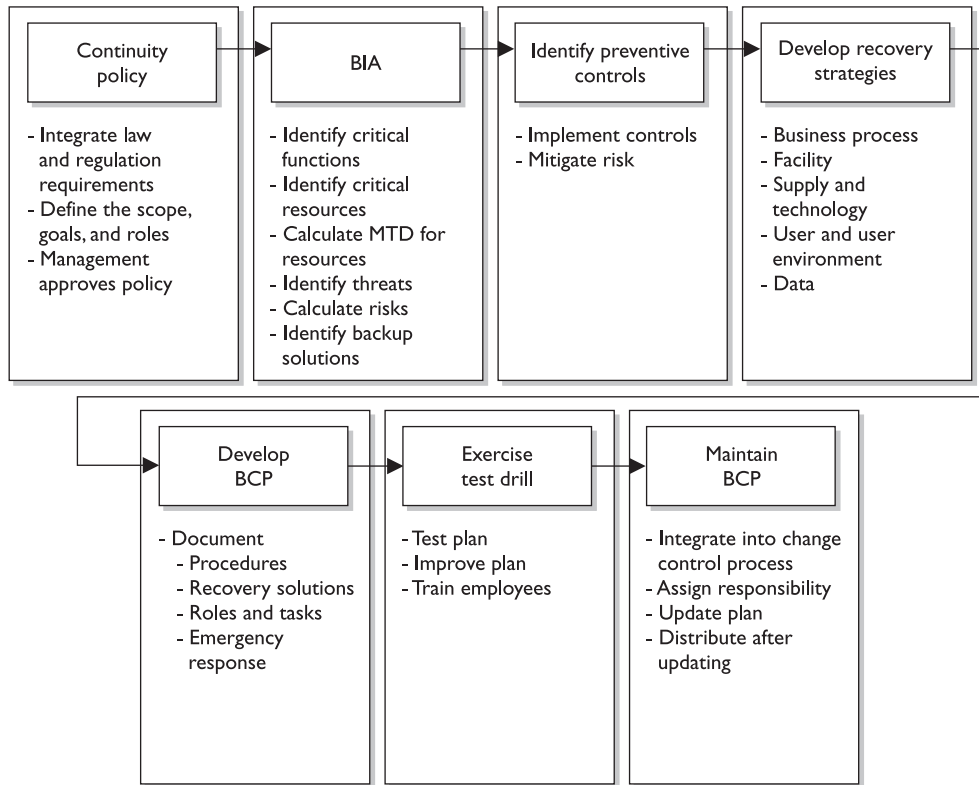 Continuity
policy
- Integrate law
and regulation
requirements
- Define the scope,
goals, and roles
- Management
approves policy
BIA
- Identify critical
functions
- Identify critical
resources
- Calculate MTD for
resources
- Identify threats
- Calculate risks
- Identify backup
solutions
Identify preventive
controls
- Implement controls
- Mitigate risk
Develop recovery
strategies
- Business process
- Facility
- Supply and
technology
- User and user
environment
- Data
Develop
BCP
- Document
- Procedures
- Recovery solutions
- Roles and tasks
- Emergency
response
Exercise
test drill
- Test plan
- Improve plan
- Train employees
Maintain
BCP
- Integrate into change
control process
- Assign responsibility
- Update plan
- Distribute after
updating